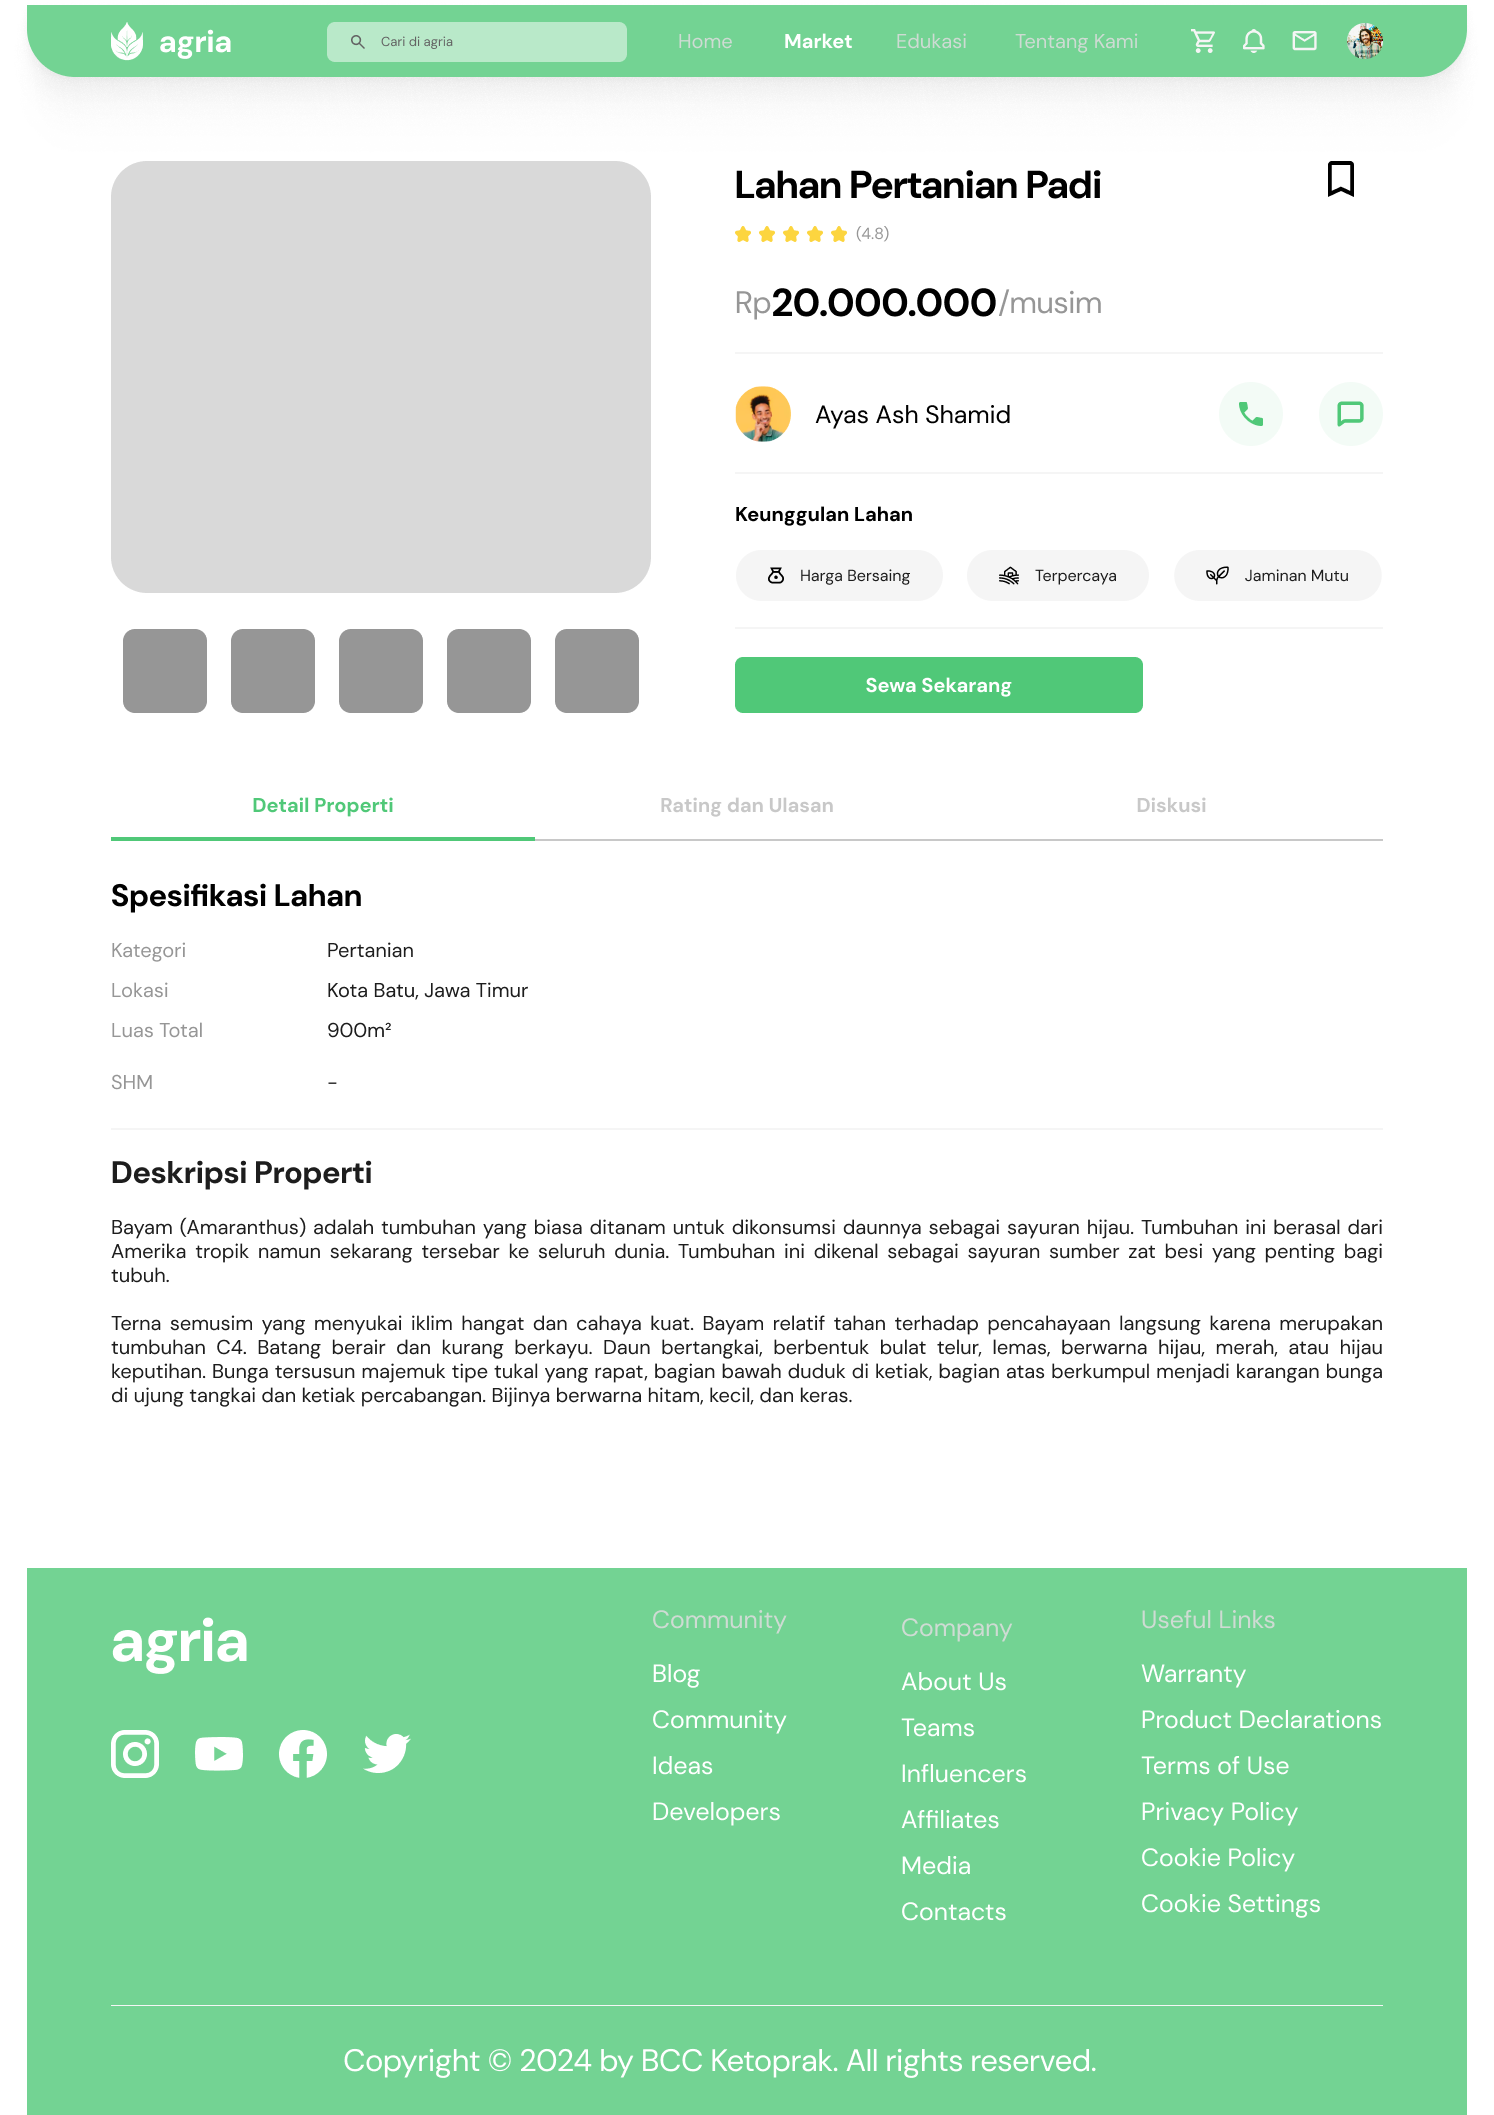 agria
Cari di agria
Home
Market
Edukasi
Tentang Kami
Lahan Pertanian Padi
(4.8)
Rp20.000.000/musim
Ayas Ash Shamid
Keunggulan Lahan
Harga Bersaing
Terpercaya
Jaminan Mutu
Sewa Sekarang
Detail Properti
Rating dan Ulasan
Diskusi
Spesifikasi Lahan
Kategori
Pertanian
Lokasi
Kota Batu, Jawa Timur
Luas Total
900m²
SHM
-
Deskripsi Properti
Bayam (Amaranthus) adalah tumbuhan yang biasa ditanam untuk dikonsumsi daunnya sebagai sayuran hijau. Tumbuhan ini berasal dari
Amerika tropik namun sekarang tersebar ke seluruh dunia. Tumbuhan ini dikenal sebagai sayuran sumber zat besi yang penting bagi
tubuh.
Terna semusim yang menyukai iklim hangat dan cahaya kuat. Bayam relatif tahan terhadap pencahayaan langsung karena merupakan
tumbuhan C4. Batang berair dan kurang berkayu. Daun bertangkai, berbentuk bulat telur, lemas, berwarna hijau, merah, atau hijau
keputihan. Bunga tersusun majemuk tipe tukal yang rapat, bagian bawah duduk di ketiak, bagian atas berkumpul menjadi karangan bunga
di ujung tangkai dan ketiak percabangan. Bijinya berwarna hitam, kecil, dan keras.
agria
Community
Blog
Community
Ideas
Developers
Company
About Us
Teams
Influencers
Affiliates
Media
Contacts
Useful Links
Warranty
Product Declarations
Terms of Use
Privacy Policy
Cookie Policy
Cookie Settings
Copyright © 2024 by BCC Ketoprak. All rights reserved.